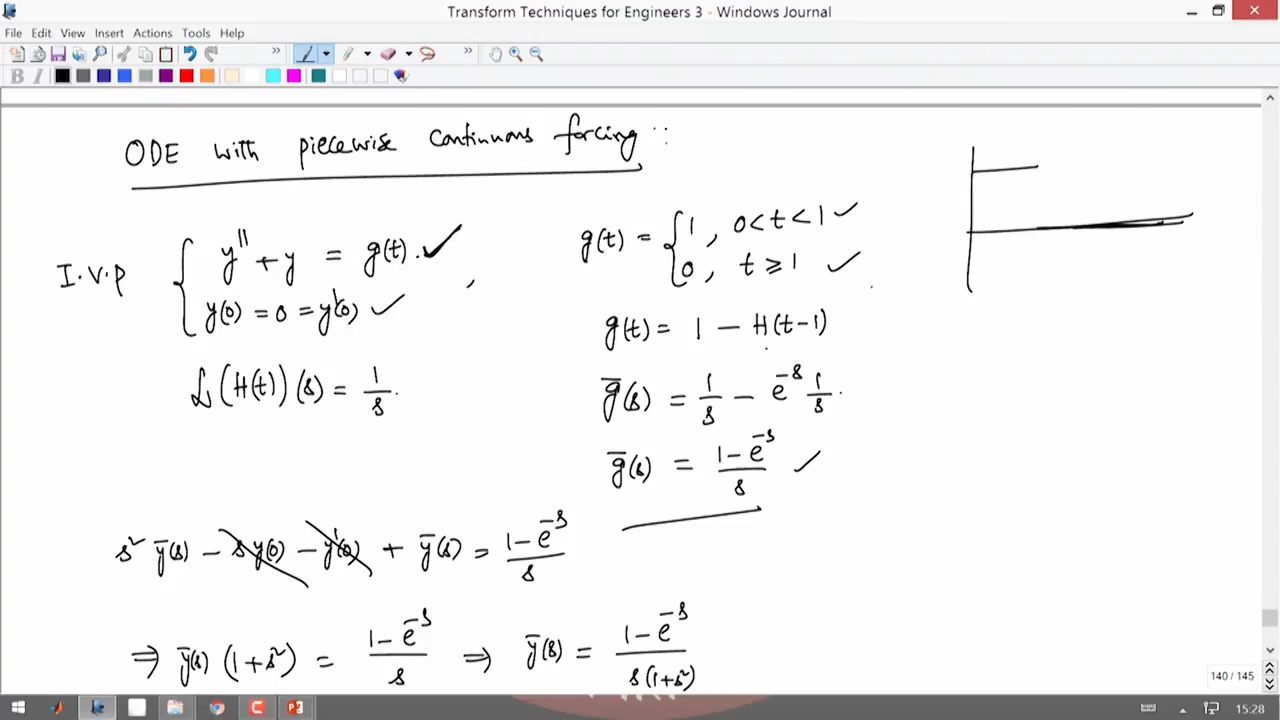 Transform Techniques for Engineers 3 - Windows Journal
File Edit View Insert Actions Tools Help
B I
ODE with piecewise continuous forcing ::
I.V.P { y'' + y = g(t). ✓ , g(t) = { 1, 0 < t < 1 ✓
y(0) = 0 = y'(0) ✓ 0, t ⩾ 1 ✓
g(t) = 1 − H(t−1)
ℒ(H(t))(s) = 1/s. g̅(s) = 1/s − e^{-s} 1/s.
g̅(s) = (1−e^{-s})/s ✓
s² y̅(s) − s y(0) − y'(0) + y̅(s) = (1−e^{-s})/s
⇒ y̅(s) (1+s²) = (1−e^{-s})/s ⇒ y̅(s) = (1−e^{-s})/(s(1+s²))
140 / 145
15:28